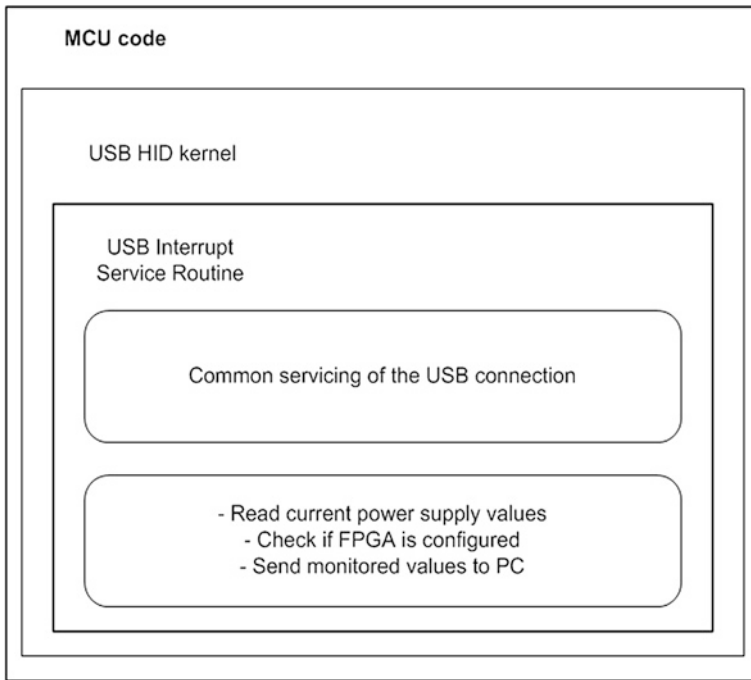 MCU code
USB HID kernel
USB Interrupt
Service Routine
Common servicing of the USB connection
- Read current power supply values
- Check if FPGA is configured
- Send monitored values to PC